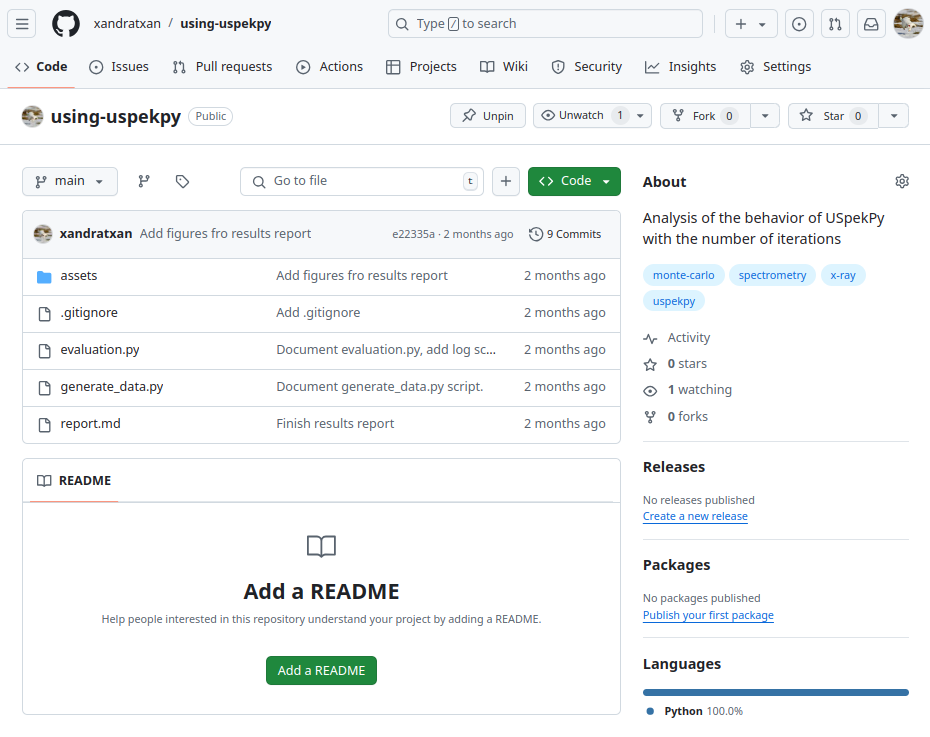 xandratxan / using-uspekpy
Type / to search
Code Issues Pull requests Actions Projects Wiki Security Insights Settings
using-uspekpy Public
Unpin Unwatch 1 Fork 0 Star 0
main
Go to file t
Code
xandratxan Add figures fro results report e22335a · 2 months ago 9 Commits
assets Add figures fro results report 2 months ago
.gitignore Add .gitignore 2 months ago
evaluation.py Document evaluation.py, add log sc... 2 months ago
generate_data.py Document generate_data.py script. 2 months ago
report.md Finish results report 2 months ago
README
Add a README
Help people interested in this repository understand your project by adding a README.
Add a README
About
Analysis of the behavior of USpekPy
with the number of iterations
monte-carlo spectrometry x-ray
uspekpy
Activity
0 stars
1 watching
0 forks
Releases
No releases published
Create a new release
Packages
No packages published
Publish your first package
Languages
Python 100.0%